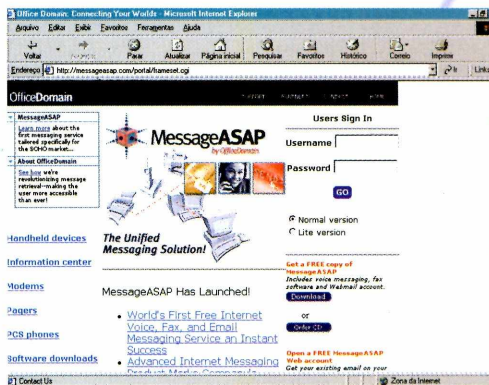 Office Domain: Connecting Your Worlds - Microsoft Internet Explorer
Arquivo Editar Exibir Favoritos Ferramentas Ajuda
Voltar Parar Atualizar Página inicial Pesquisar Favoritos Histórico Correio Imprimir
Endereço http://messageasap.com/portal/frameset.cgi Ir Links
OfficeDomain
MessageASAP
Learn more about the
first messaging service
tailored specifically for
the SOHO market...
About OfficeDomain
See how we're
revolutionizing message
retrieval--making the
user more accessible
than ever!
Handheld devices
Information center
Modems
Pagers
PCS phones
Software downloads
MessageASAP
by OfficeDomain
The Unified
Messaging Solution!
MessageASAP Has Launched!
• World's First Free Internet
Voice, Fax, and Email
Messaging Service an Instant
Success
• Advanced Internet Messaging
Users Sign In
Username
Password
GO
Normal version
Lite version
Get a FREE copy of
MessageASAP
Includes voice messaging, fax
software and Webmail account.
Download
or
Order CD
Open a FREE MessageASAP
Web account
Get your existing email on your
Contact Us
Zona da Internet